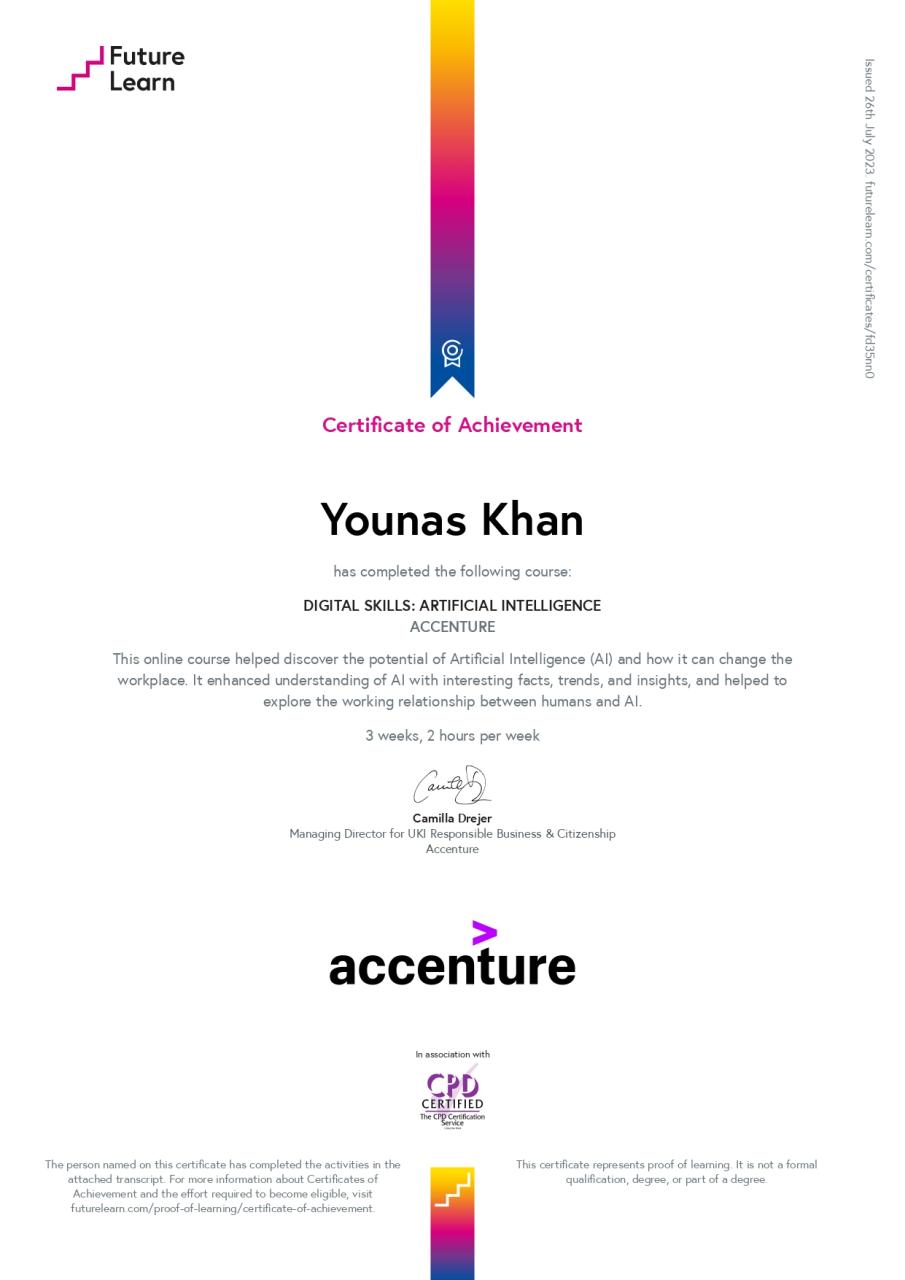 Future
Learn
Issued 26th July 2023. futurelearn.com/certificates/fd35nn0
Certificate of Achievement
Younas Khan
has completed the following course:
DIGITAL SKILLS: ARTIFICIAL INTELLIGENCE
ACCENTURE
This online course helped discover the potential of Artificial Intelligence (AI) and how it can change the
workplace. It enhanced understanding of AI with interesting facts, trends, and insights, and helped to
explore the working relationship between humans and AI.
3 weeks, 2 hours per week
Camilla Drejer
Managing Director for UKI Responsible Business & Citizenship
Accenture
accenture
In association with
CPD
CERTIFIED
The CPD Certification
Service
The person named on this certificate has completed the activities in the
attached transcript. For more information about Certificates of
Achievement and the effort required to become eligible, visit
futurelearn.com/proof-of-learning/certificate-of-achievement.
This certificate represents proof of learning. It is not a formal
qualification, degree, or part of a degree.